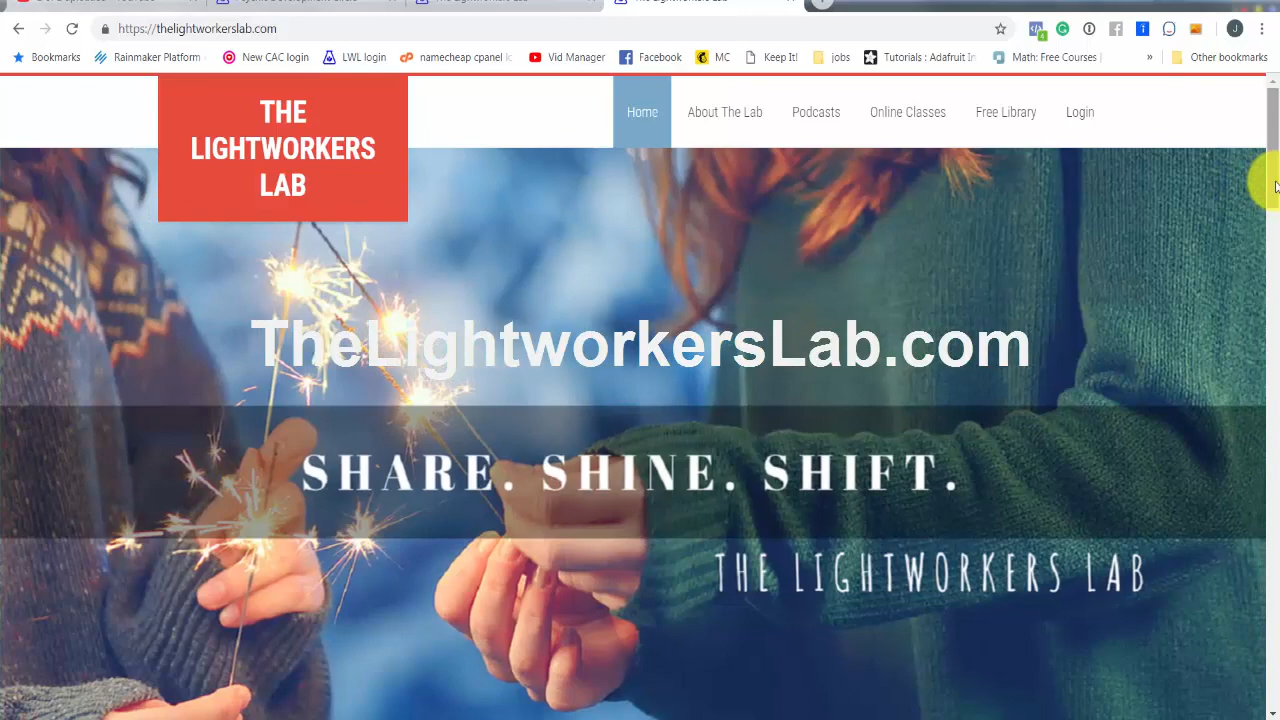 https://thelightworkerslab.com
4
J
Bookmarks
Rainmaker Platform
New CAC log
LWL login
namecheap cpanel lo
Vid Manager
Facebook
MC
Keep It!
jobs
Tutorials : Adafruit In
Math: Free Courses |
»
Other bookmarks
THE
LIGHTWORKERS
LAB
Home
About The Lab
Podcasts
Online Classes
Free Library
Login
TheLightworkersLab.com
SHARE. SHINE. SHIFT.
THE LIGHTWORKERS LAB